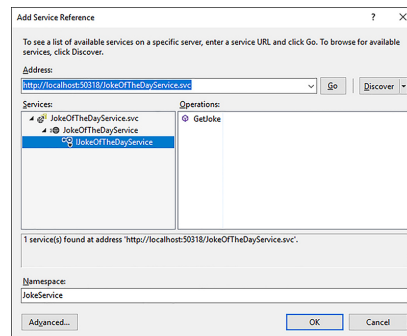 Add Service Reference
? X
To see a list of available services on a specific server, enter a service URL and click Go. To browse for available
services, click Discover.
Address:
http://localhost:50318/JokeOfTheDayService.svc
Go
Discover
Services:
Operations:
JokeOfTheDayService.svc
JokeOfTheDayService
IJokeOfTheDayService
GetJoke
1 service(s) found at address 'http://localhost:50318/JokeOfTheDayService.svc'.
Namespace:
JokeService
Advanced...
OK
Cancel